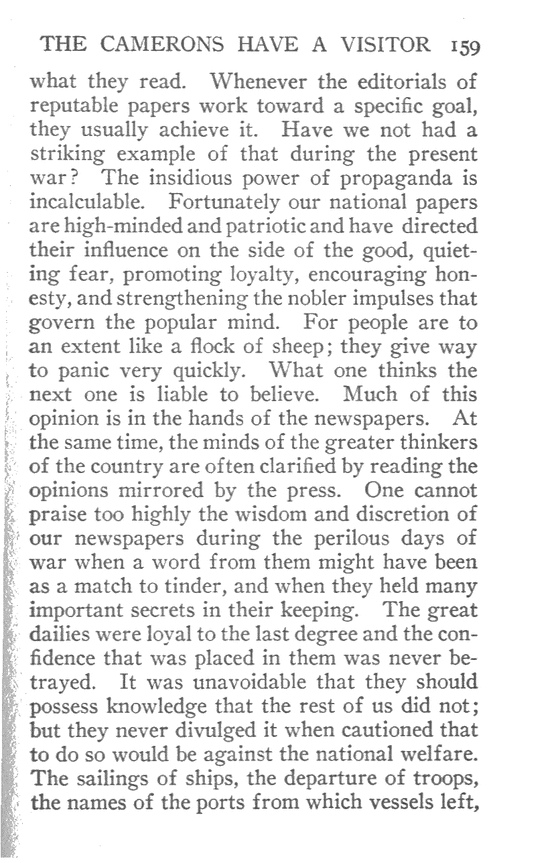 THE CAMERONS HAVE A VISITOR 159
what they read. Whenever the editorials of
reputable papers work toward a specific goal,
they usually achieve it. Have we not had a
striking example of that during the present
war? The insidious power of propaganda is
incalculable. Fortunately our national papers
are high-minded and patriotic and have directed
their influence on the side of the good, quiet-
ing fear, promoting loyalty, encouraging hon-
esty, and strengthening the nobler impulses that
govern the popular mind. For people are to
an extent like a flock of sheep; they give way
to panic very quickly. What one thinks the
next one is liable to believe. Much of this
opinion is in the hands of the newspapers. At
the same time, the minds of the greater thinkers
of the country are often clarified by reading the
opinions mirrored by the press. One cannot
praise too highly the wisdom and discretion of
our newspapers during the perilous days of
war when a word from them might have been
as a match to tinder, and when they held many
important secrets in their keeping. The great
dailies were loyal to the last degree and the con-
fidence that was placed in them was never be-
trayed. It was unavoidable that they should
possess knowledge that the rest of us did not;
but they never divulged it when cautioned that
to do so would be against the national welfare.
The sailings of ships, the departure of troops,
the names of the ports from which vessels left,